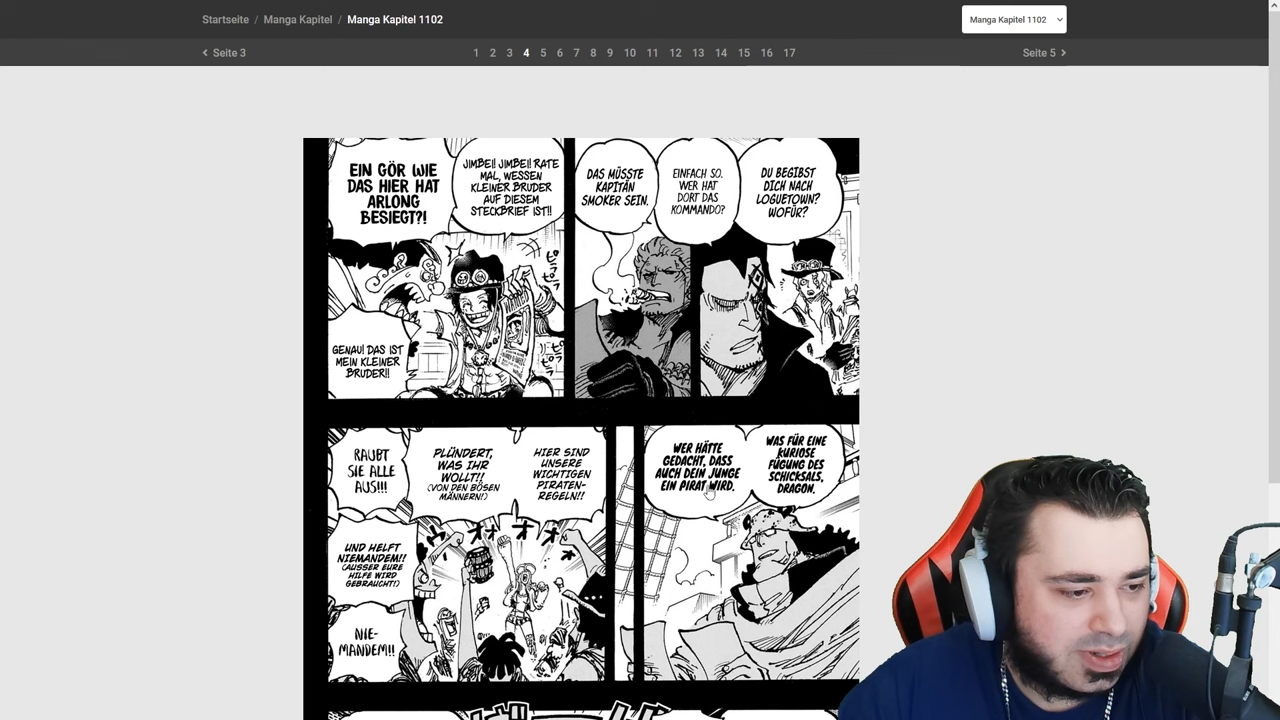 Startseite / Manga Kapitel / Manga Kapitel 1102
Manga Kapitel 1102
Seite 3
1 2 3 4 5 6 7 8 9 10 11 12 13 14 15 16 17
Seite 5
DU BEGIBST
DICH NACH
LOGUETOWN?
WOFÜR?
EINFACH SO.
WER HAT
DORT DAS
KOMMANDO?
DAS MÜSSTE
KAPITÄN
SMOKER SEIN.
JIMBEI! JIMBEI! RATE
MAL, WESSEN
KLEINER BRUDER
AUF DIESEM
STECKBRIEF IST!!
EIN GÖR WIE
DAS HIER HAT
ARLONG
BESIEGT?!
GENAU! DAS IST
MEIN KLEINER
BRUDER!!
WAS FÜR EINE
KURIOSE
FÜGUNG DES
SCHICKSALS,
DRAGON.
WER HÄTTE
GEDACHT, DASS
AUCH DEIN JUNGE
EIN PIRAT WIRD.
HIER SIND
UNSERE
WICHTIGEN
PIRATEN-
REGELN!!
PLÜNDERT,
WAS IHR
WOLLT!!
(VON DEN BÖSEN
MÄNNERN!)
RAUBT
SIE ALLE
AUS!!!
UND HELFT
NIEMANDEM!!
(AUSSER EURE
HILFE WIRD
GEBRAUCHT!)
NIE-
MANDEM!!